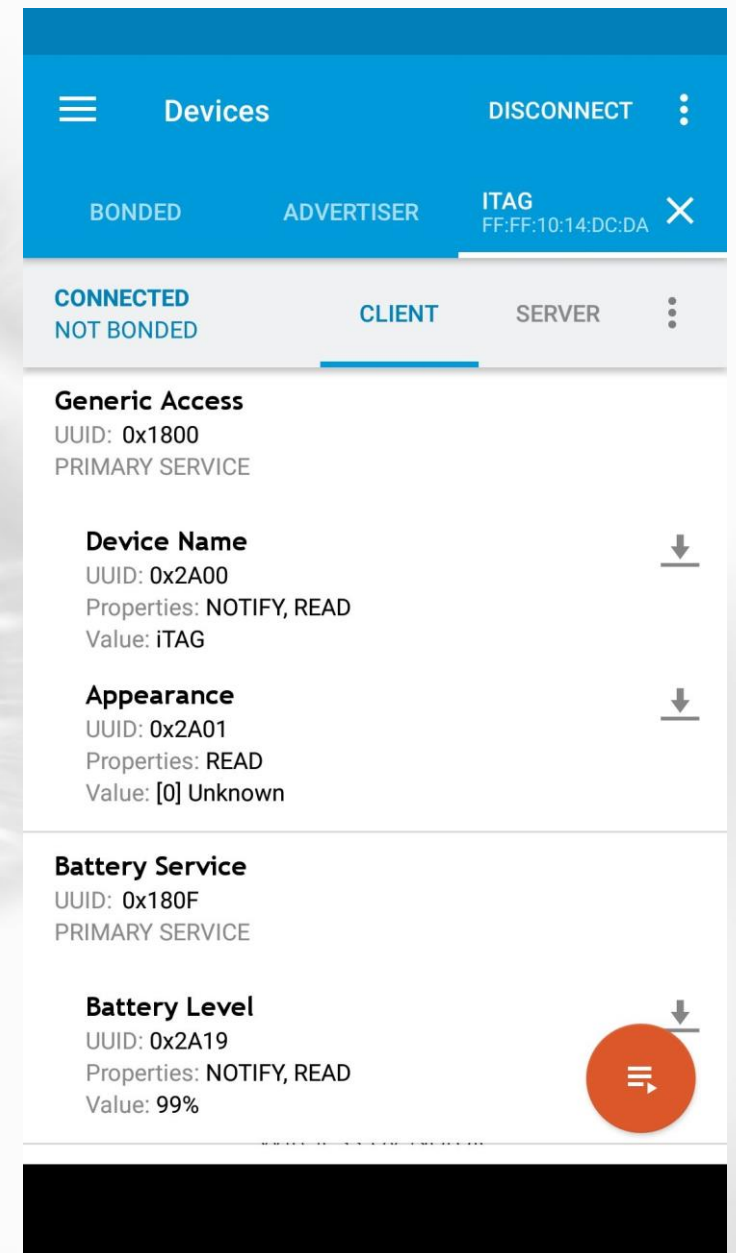 Devices
DISCONNECT
BONDED
ADVERTISER
ITAG
FF:FF:10:14:DC:DA
CONNECTED
NOT BONDED
CLIENT
SERVER
Generic Access
UUID: 0x1800
PRIMARY SERVICE
Device Name
UUID: 0x2A00
Properties: NOTIFY, READ
Value: iTAG
Appearance
UUID: 0x2A01
Properties: READ
Value: [0] Unknown
Battery Service
UUID: 0x180F
PRIMARY SERVICE
Battery Level
UUID: 0x2A19
Properties: NOTIFY, READ
Value: 99%